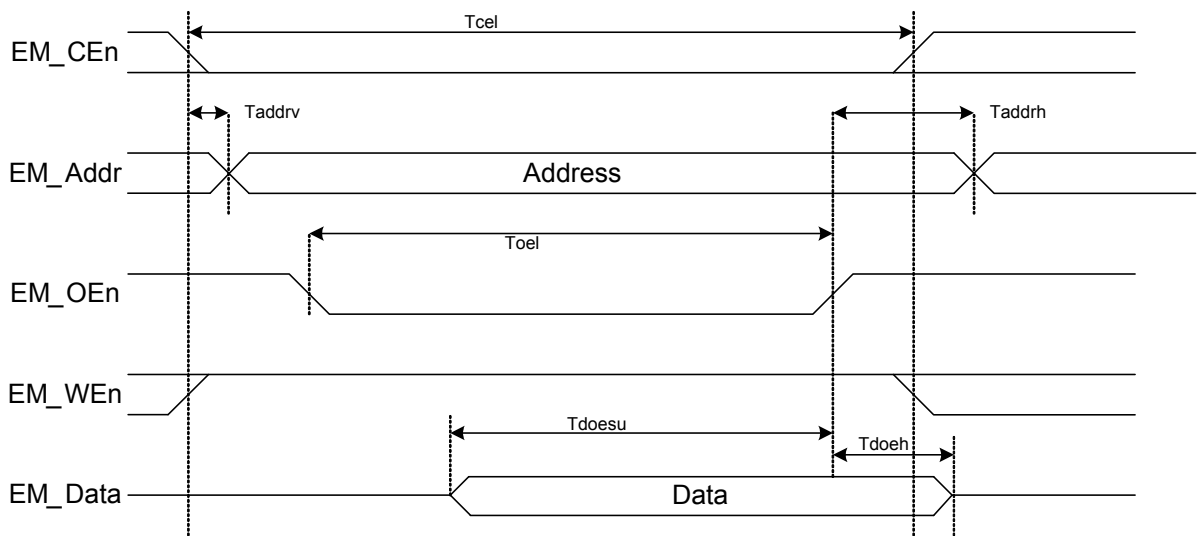 Tcel
EM_CEn
Taddrv
Taddrh
EM_Addr
Address
Toel
EM_OEn
EM_WEn
Tdoesu
Tdoeh
EM_Data
Data